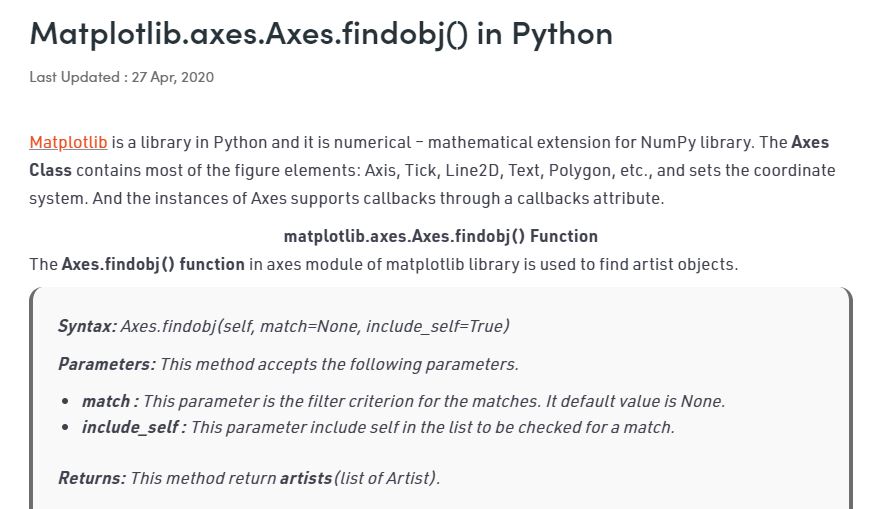 Matplotlib.axes.Axes.findobj() in Python
Last Updated : 27 Apr, 2020
Matplotlib is a library in Python and it is numerical – mathematical extension for NumPy library. The Axes
Class contains most of the figure elements: Axis, Tick, Line2D, Text, Polygon, etc., and sets the coordinate
system. And the instances of Axes supports callbacks through a callbacks attribute.
matplotlib.axes.Axes.findobj() Function
The Axes.findobj() function in axes module of matplotlib library is used to find artist objects.
Syntax: Axes.findobj(self, match=None, include_self=True)
Parameters: This method accepts the following parameters.
• match : This parameter is the filter criterion for the matches. It default value is None.
• include_self : This parameter include self in the list to be checked for a match.
Returns: This method return artists(list of Artist).